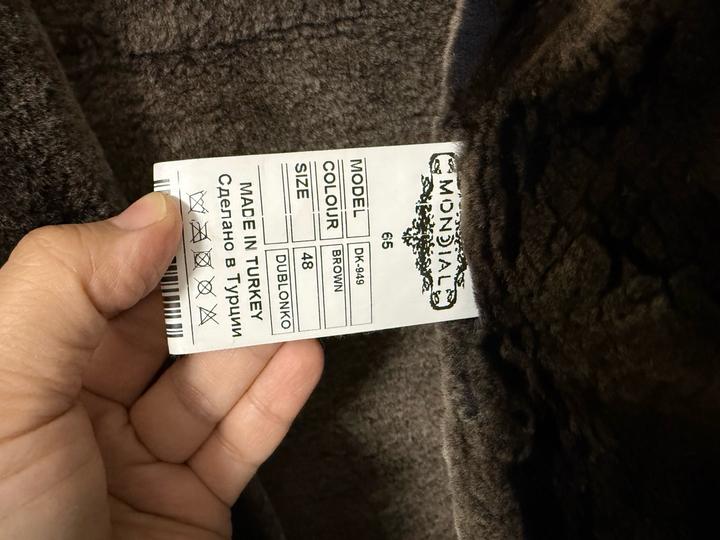 MONDIAL
65
MODEL DK-949
COLOUR BROWN
SIZE 48
DUBLONKO
MADE IN TURKEY
Сделано в Турции